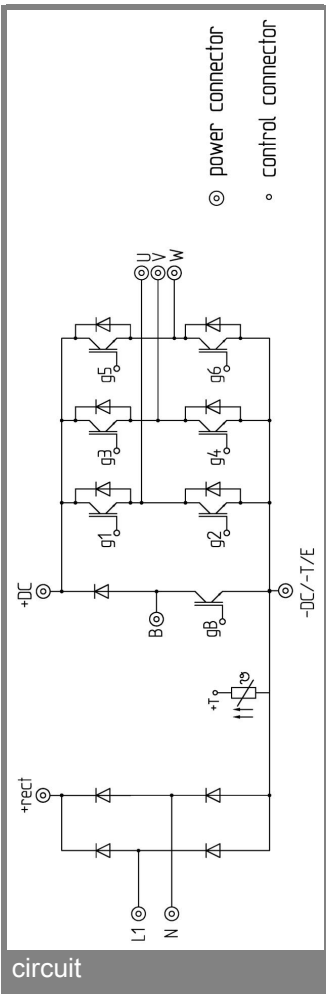 power connector
control connector
U
V
W
g5
g6
g3
g4
g1
g2
+DC
B
gB
-DC/-T/E
+T
ϑ
+rect
L1
N
circuit